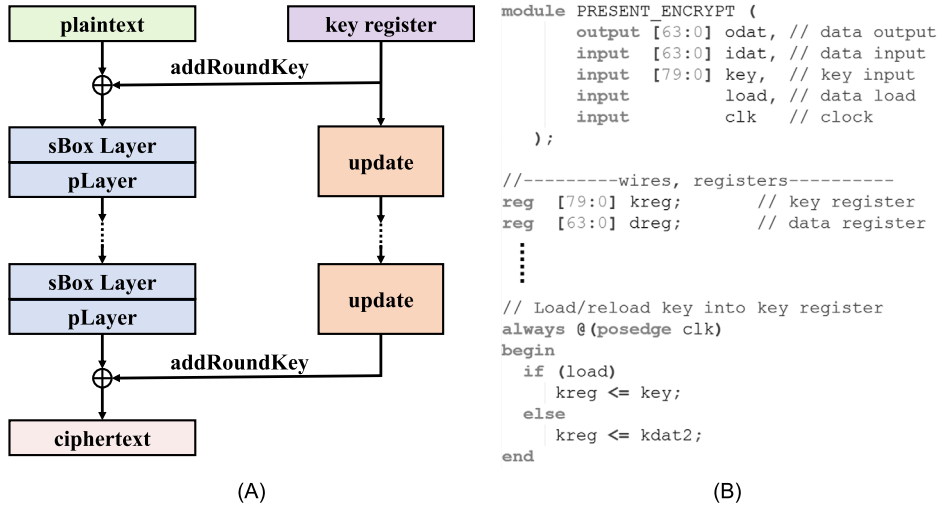 plaintext
key register
addRoundKey
sBox Layer
pLayer
update
sBox Layer
pLayer
update
addRoundKey
ciphertext
(A)
module PRESENT_ENCRYPT (
output [63:0] odat, // data output
input [63:0] idat, // data input
input [79:0] key, // key input
input load, // data load
input clk // clock
);
//---------wires, registers----------
reg [79:0] kreg; // key register
reg [63:0] dreg; // data register
// Load/reload key into key register
always @(posedge clk)
begin
if (load)
kreg <= key;
else
kreg <= kdat2;
end
(B)